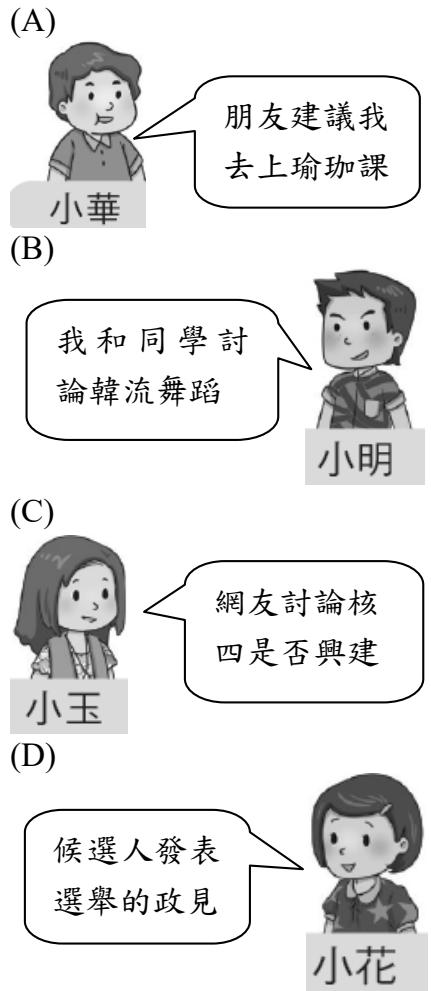 (A)
朋友建議我
去上瑜珈課
小華
(B)
我和同學討
論韓流舞蹈
小明
(C)
網友討論核
四是否興建
小玉
(D)
候選人發表
選舉的政見
小花